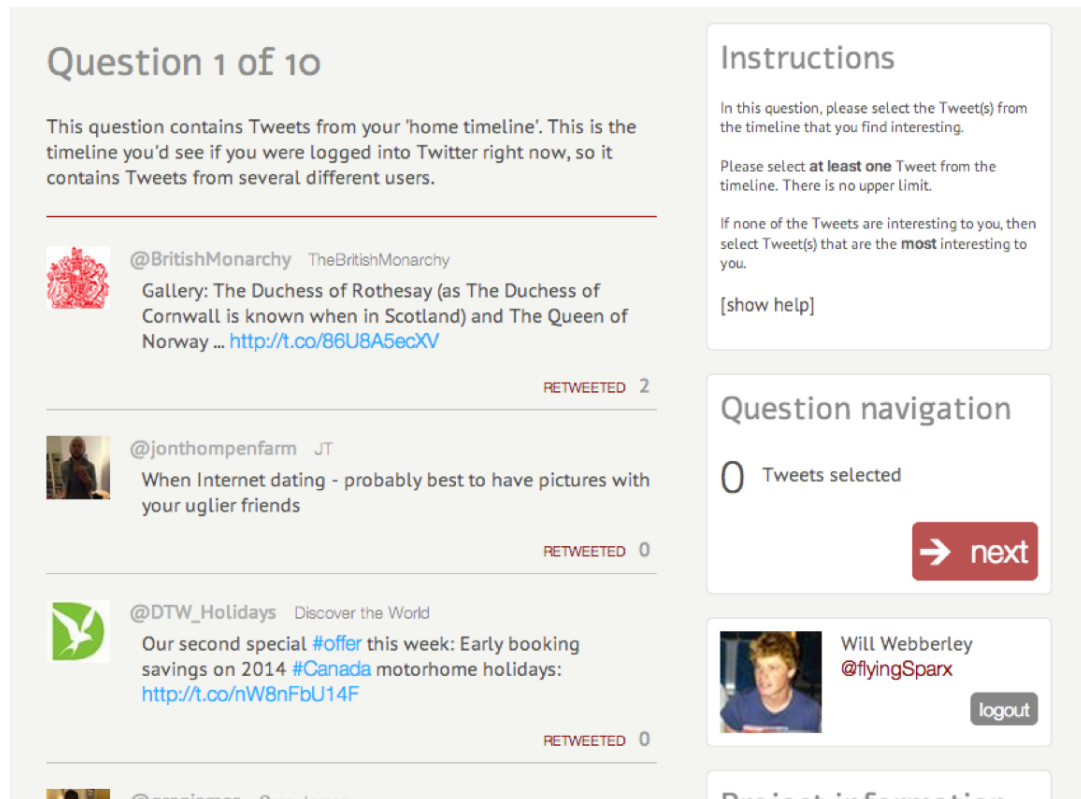 Question 1 of 10
This question contains Tweets from your 'home timeline'. This is the
timeline you'd see if you were logged into Twitter right now, so it
contains Tweets from several different users.
@BritishMonarchy TheBritishMonarchy
Gallery: The Duchess of Rothesay (as The Duchess of
Cornwall is known when in Scotland) and The Queen of
Norway ... http://t.co/86U8A5ecXV
RETWEETED 2
@jonthompenfarm JT
When Internet dating - probably best to have pictures with
your uglier friends
RETWEETED 0
@DTW_Holidays Discover the World
Our second special #offer this week: Early booking
savings on 2014 #Canada motorhome holidays:
http://t.co/nW8nFbU14F
RETWEETED 0
Instructions
In this question, please select the Tweet(s) from
the timeline that you find interesting.
Please select at least one Tweet from the
timeline. There is no upper limit.
If none of the Tweets are interesting to you, then
select Tweet(s) that are the most interesting to
you.
[show help]
Question navigation
0 Tweets selected
→ next
Will Webberley
@flyingSparx
logout
Project information